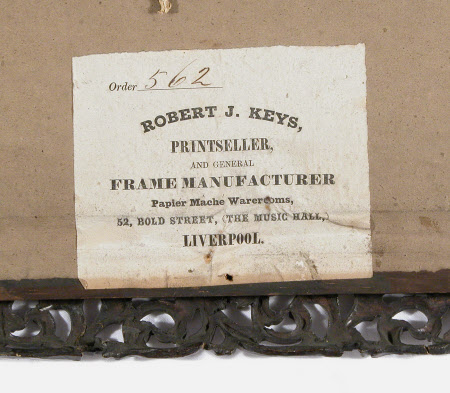 Order 562
ROBERT J. KEYS,
PRINTSELLER,
AND GENERAL
FRAME MANUFACTURER
Papier Mache Warerooms,
52, BOLD STREET, (THE MUSIC HALL,)
LIVERPOOL.